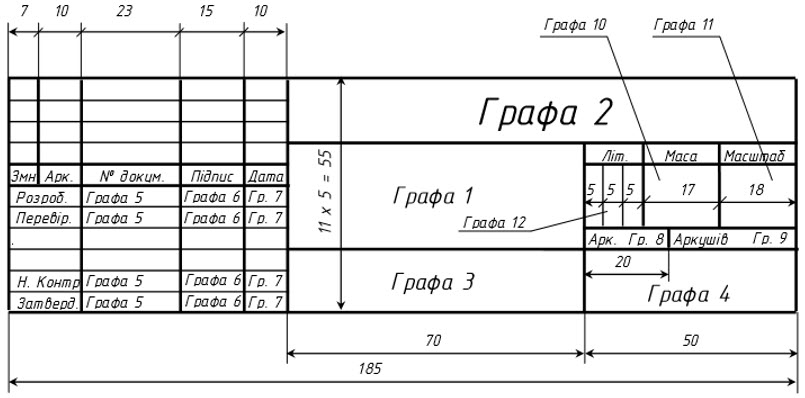 7 10 23 15 10
Графа 10 Графа 11
Графа 2
11 x 5 = 55
Літ. Маса Масштаб
Змн Арк. № докум. Підпис Дата
Розроб. Графа 5 Графа 6 Гр. 7
5 5 5 17 18
Графа 1
Перевір. Графа 5 Графа 6 Гр. 7
Графа 12
Арк. Гр. 8 Аркушів Гр. 9
20
Н. Контр Графа 5 Графа 6 Гр. 7
Графа 3
Графа 4
Затверд. Графа 5 Графа 6 Гр. 7
70 50
185